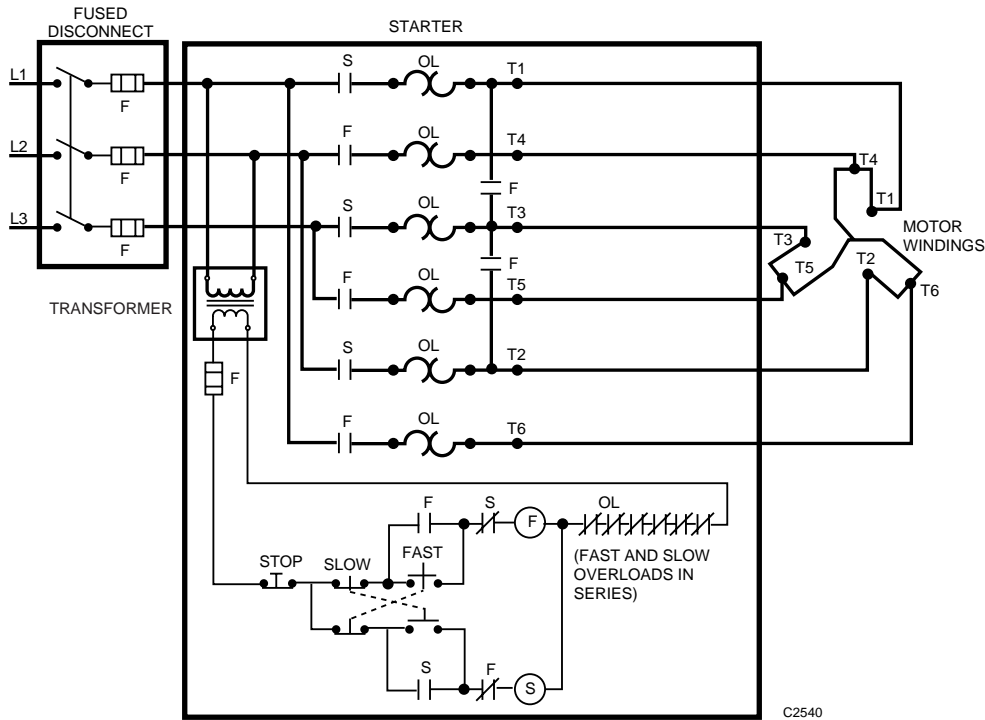 FUSED
DISCONNECT
STARTER
L1
F
S
OL
T1
L2
F
F
OL
T4
T4
F
T1
L3
F
S
OL
T3
T3
MOTOR
WINDINGS
F
T5
T2
TRANSFORMER
F
OL
T5
T6
S
OL
T2
F
F
OL
T6
F
S
F
OL
STOP
SLOW
FAST
(FAST AND SLOW
OVERLOADS IN
SERIES)
S
F
S
C2540